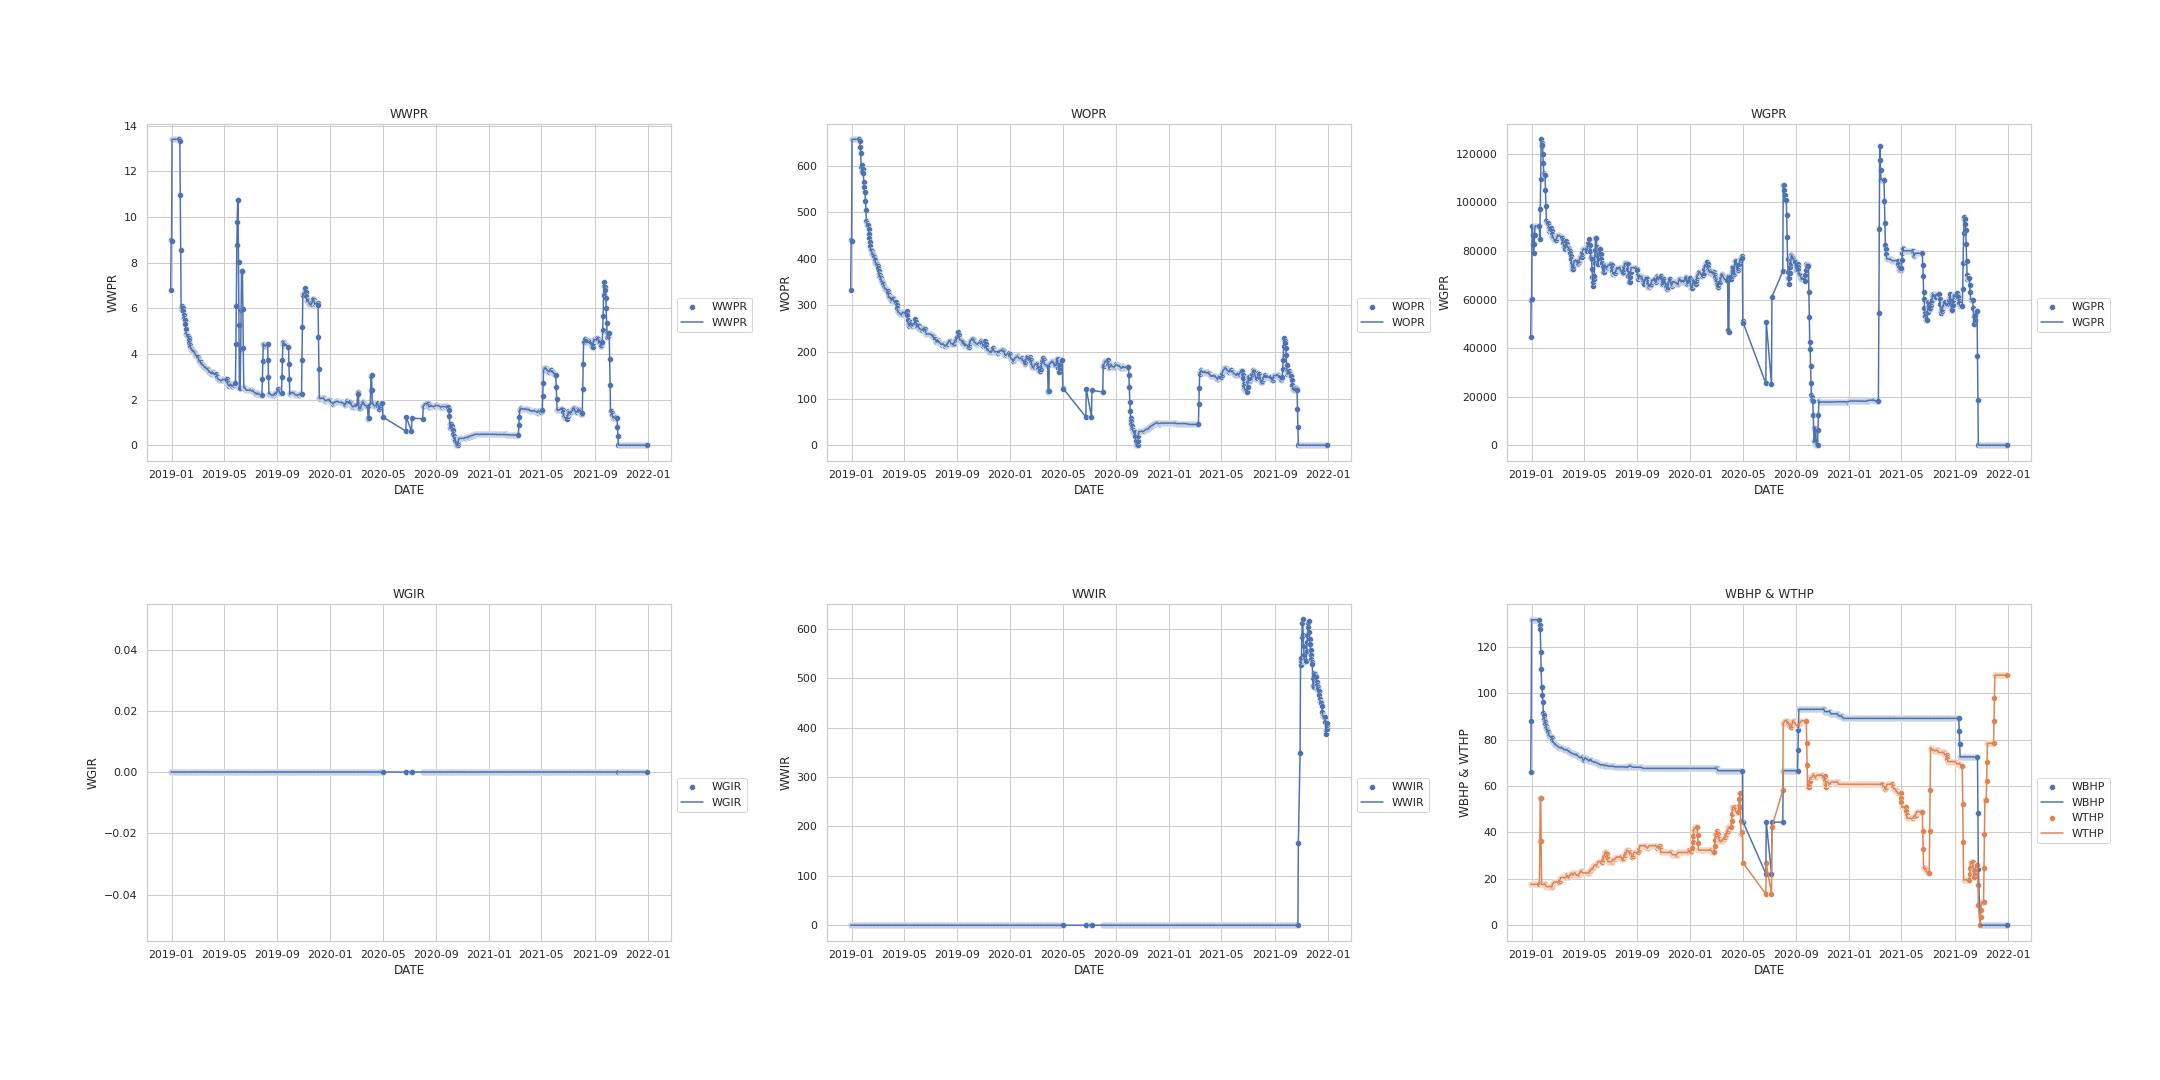 WWPR
WWPR
14
12
10
8
6
4
2
0
2019-01 2019-05 2019-09 2020-01 2020-05 2020-09 2021-01 2021-05 2021-09 2022-01
DATE
WWPR
WWPR
WOPR
WOPR
600
500
400
300
200
100
0
2019-01 2019-05 2019-09 2020-01 2020-05 2020-09 2021-01 2021-05 2021-09 2022-01
DATE
WOPR
WOPR
WGPR
WGPR
120000
100000
80000
60000
40000
20000
0
2019-01 2019-05 2019-09 2020-01 2020-05 2020-09 2021-01 2021-05 2021-09 2022-01
DATE
WGPR
WGPR
WGIR
WGIR
0.04
0.02
0.00
−0.02
−0.04
2019-01 2019-05 2019-09 2020-01 2020-05 2020-09 2021-01 2021-05 2021-09 2022-01
DATE
WGIR
WGIR
WWIR
WWIR
600
500
400
300
200
100
0
2019-01 2019-05 2019-09 2020-01 2020-05 2020-09 2021-01 2021-05 2021-09 2022-01
DATE
WWIR
WWIR
WBHP & WTHP
WBHP & WTHP
120
100
80
60
40
20
0
2019-01 2019-05 2019-09 2020-01 2020-05 2020-09 2021-01 2021-05 2021-09 2022-01
DATE
WBHP
WBHP
WTHP
WTHP